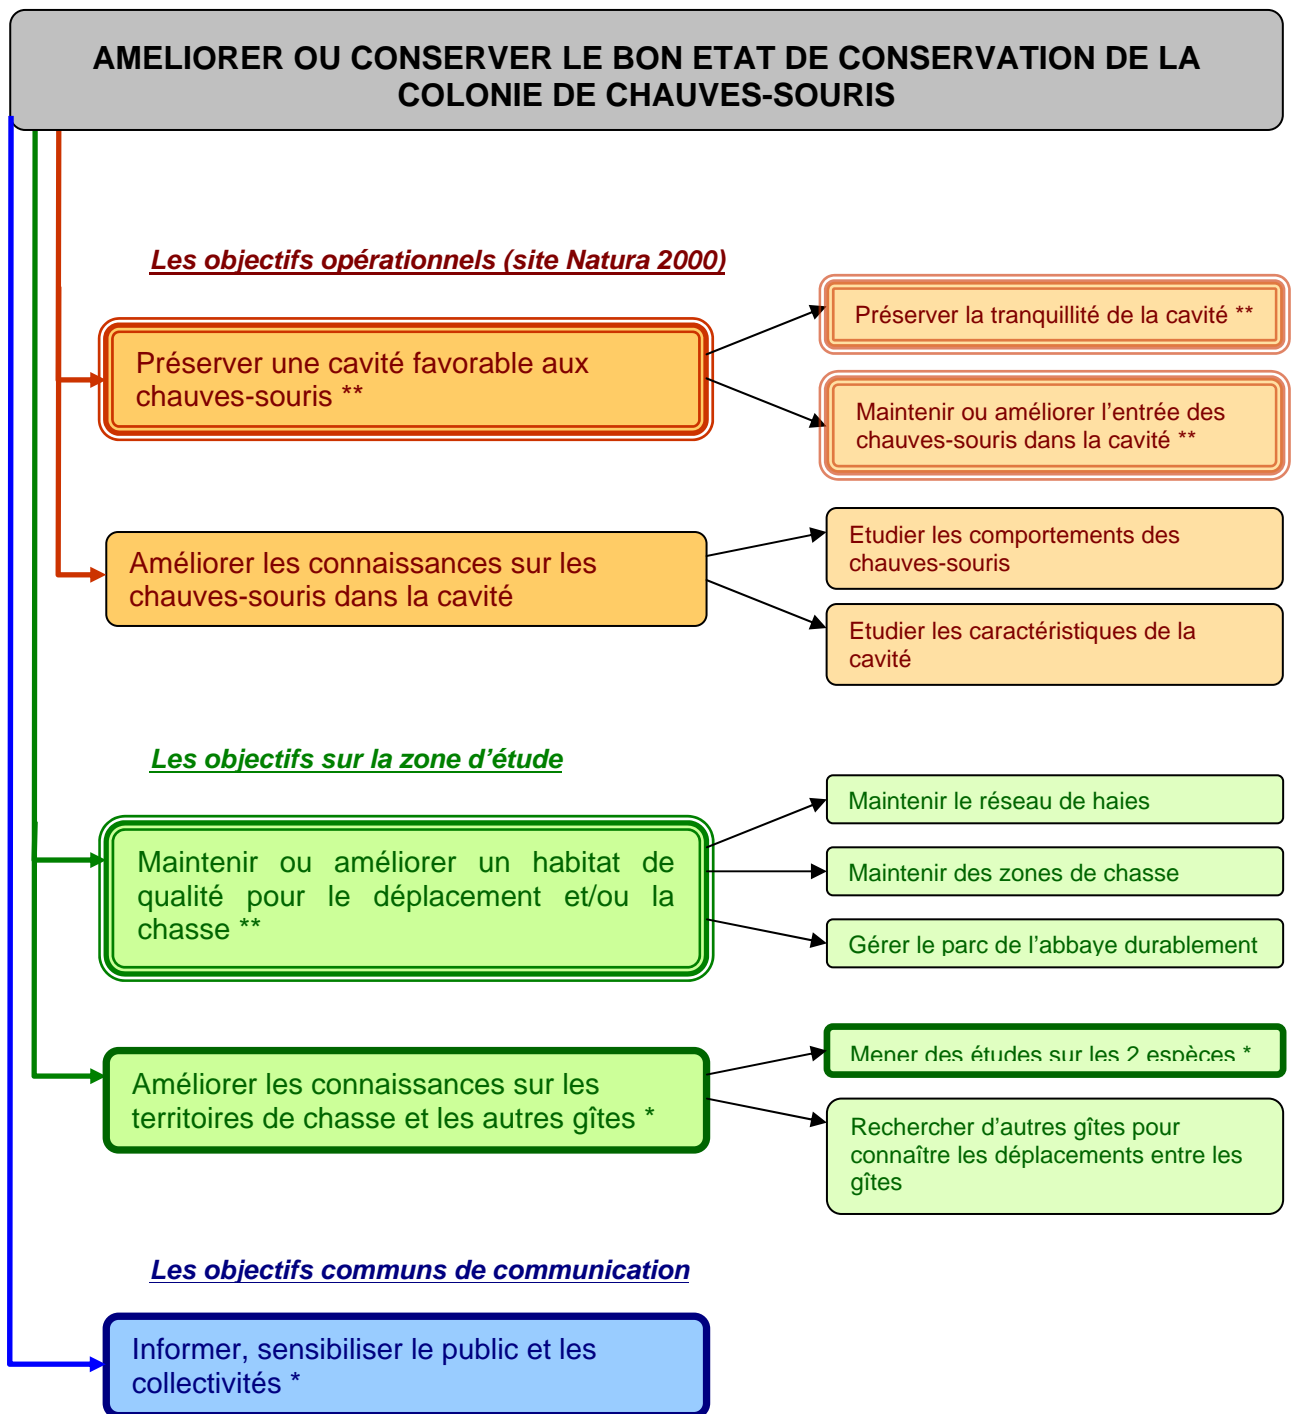 AMELIORER OU CONSERVER LE BON ETAT DE CONSERVATION DE LA
COLONIE DE CHAUVES-SOURIS
Les objectifs opérationnels (site Natura 2000)
Préserver une cavité favorable aux
chauves-souris **
Préserver la tranquillité de la cavité **
Maintenir ou améliorer l’entrée des
chauves-souris dans la cavité **
Améliorer les connaissances sur les
chauves-souris dans la cavité
Etudier les comportements des
chauves-souris
Etudier les caractéristiques de la
cavité
Les objectifs sur la zone d’étude
Maintenir ou améliorer un habitat de
qualité pour le déplacement et/ou la
chasse **
Maintenir le réseau de haies
Maintenir des zones de chasse
Gérer le parc de l’abbaye durablement
Améliorer les connaissances sur les
territoires de chasse et les autres gîtes *
Mener des études sur les 2 espèces *
Rechercher d’autres gîtes pour
connaître les déplacements entre les
gîtes
Les objectifs communs de communication
Informer, sensibiliser le public et les
collectivités *